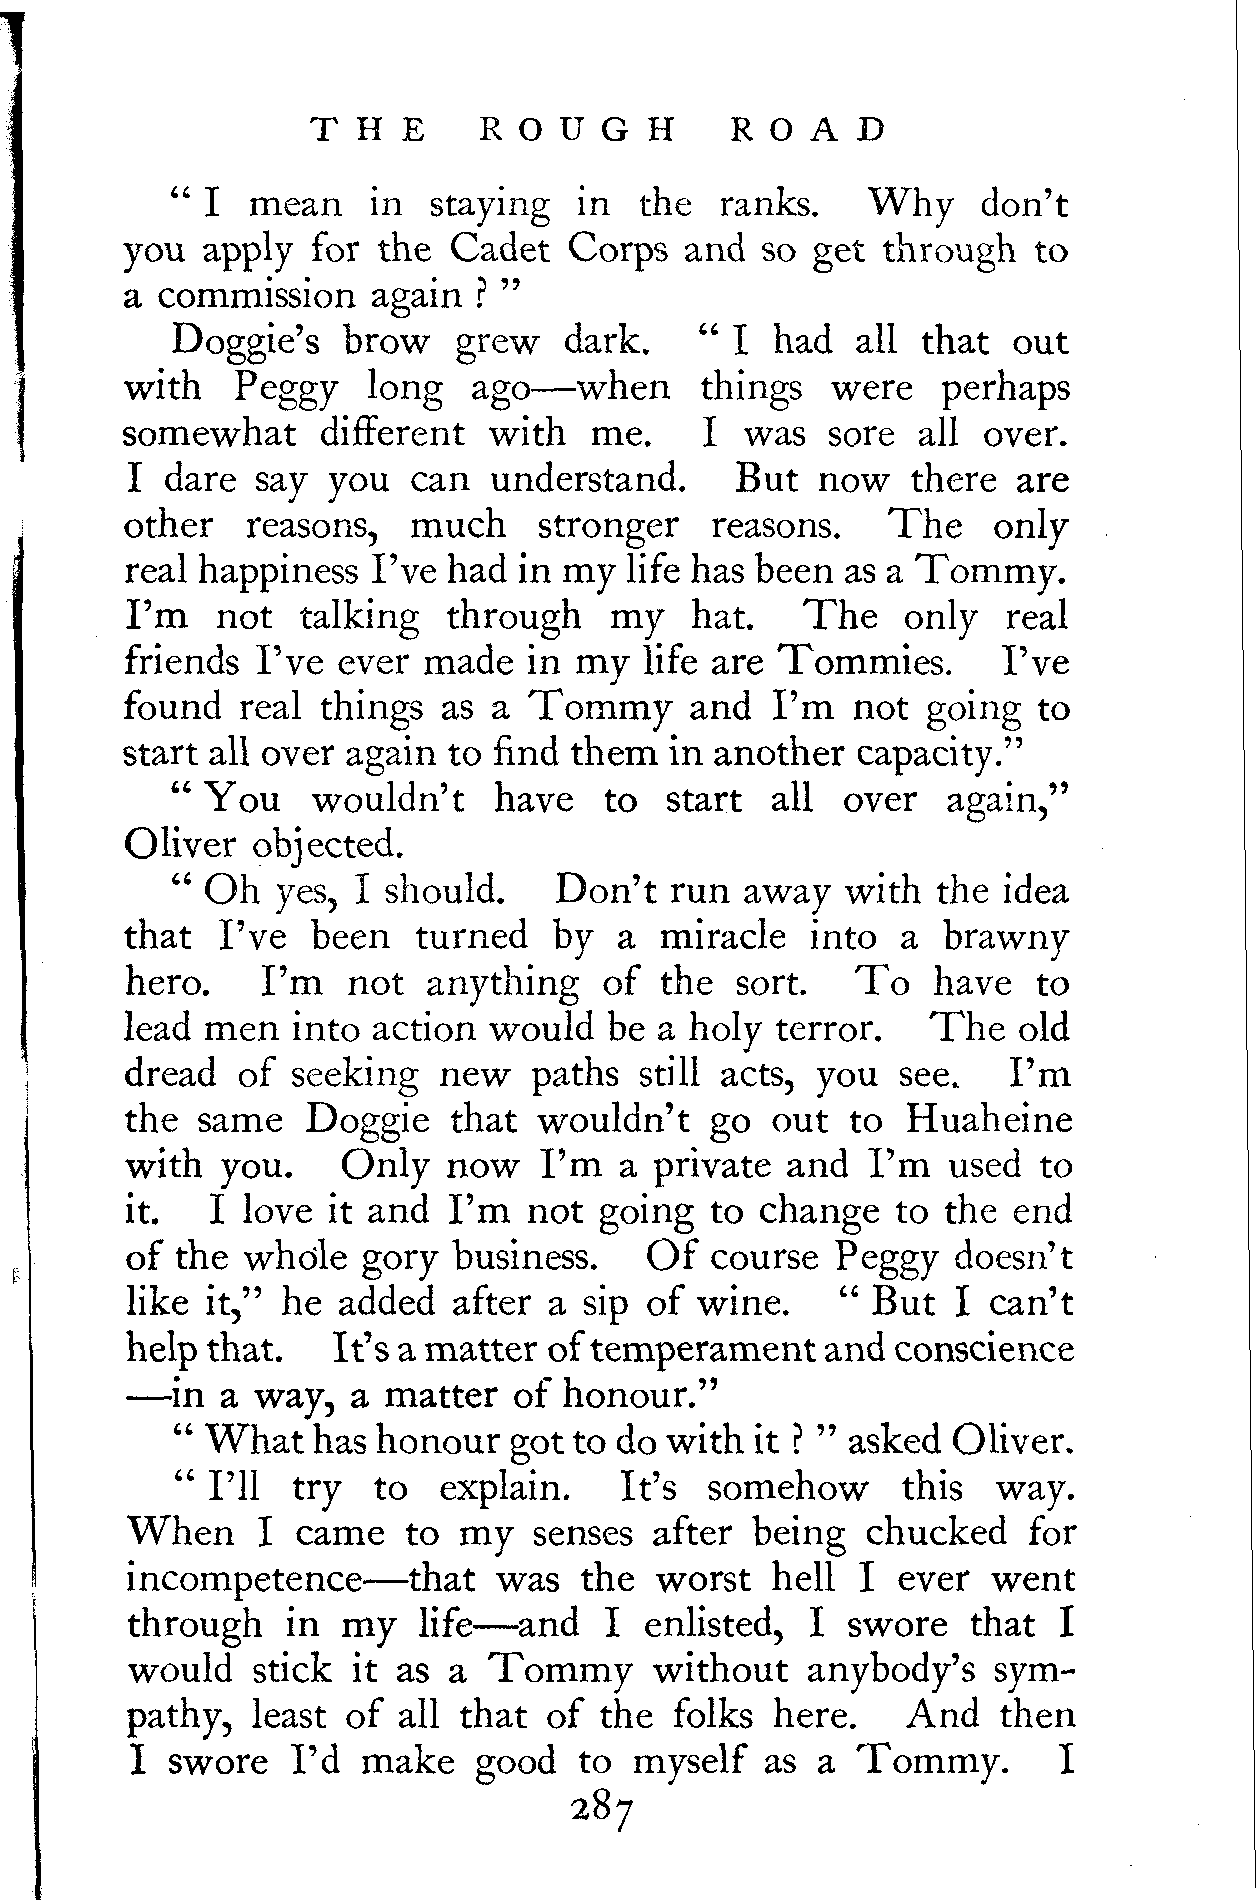 THE ROUGH ROAD
“ I mean in staying in the ranks. Why don’t
you apply for the Cadet Corps and so get through to
a commission again ? ”
Doggie’s brow grew dark. “ I had all that out
with Peggy long ago—when things were perhaps
somewhat different with me. I was sore all over.
I dare say you can understand. But now there are
other reasons, much stronger reasons. The only
real happiness I’ve had in my life has been as a Tommy.
I’m not talking through my hat. The only real
friends I’ve ever made in my life are Tommies. I’ve
found real things as a Tommy and I’m not going to
start all over again to find them in another capacity.”
“ You wouldn’t have to start all over again,”
Oliver objected.
“ Oh yes, I should. Don’t run away with the idea
that I’ve been turned by a miracle into a brawny
hero. I’m not anything of the sort. To have to
lead men into action would be a holy terror. The old
dread of seeking new paths still acts, you see. I’m
the same Doggie that wouldn’t go out to Huaheine
with you. Only now I’m a private and I’m used to
it. I love it and I’m not going to change to the end
of the whole gory business. Of course Peggy doesn’t
like it,” he added after a sip of wine. “ But I can’t
help that. It’s a matter of temperament and conscience
—in a way, a matter of honour.”
“ What has honour got to do with it ? ” asked Oliver.
“ I’ll try to explain. It’s somehow this way.
When I came to my senses after being chucked for
incompetence—that was the worst hell I ever went
through in my life—and I enlisted, I swore that I
would stick it as a Tommy without anybody’s sym-
pathy, least of all that of the folks here. And then
I swore I’d make good to myself as a Tommy. I
287